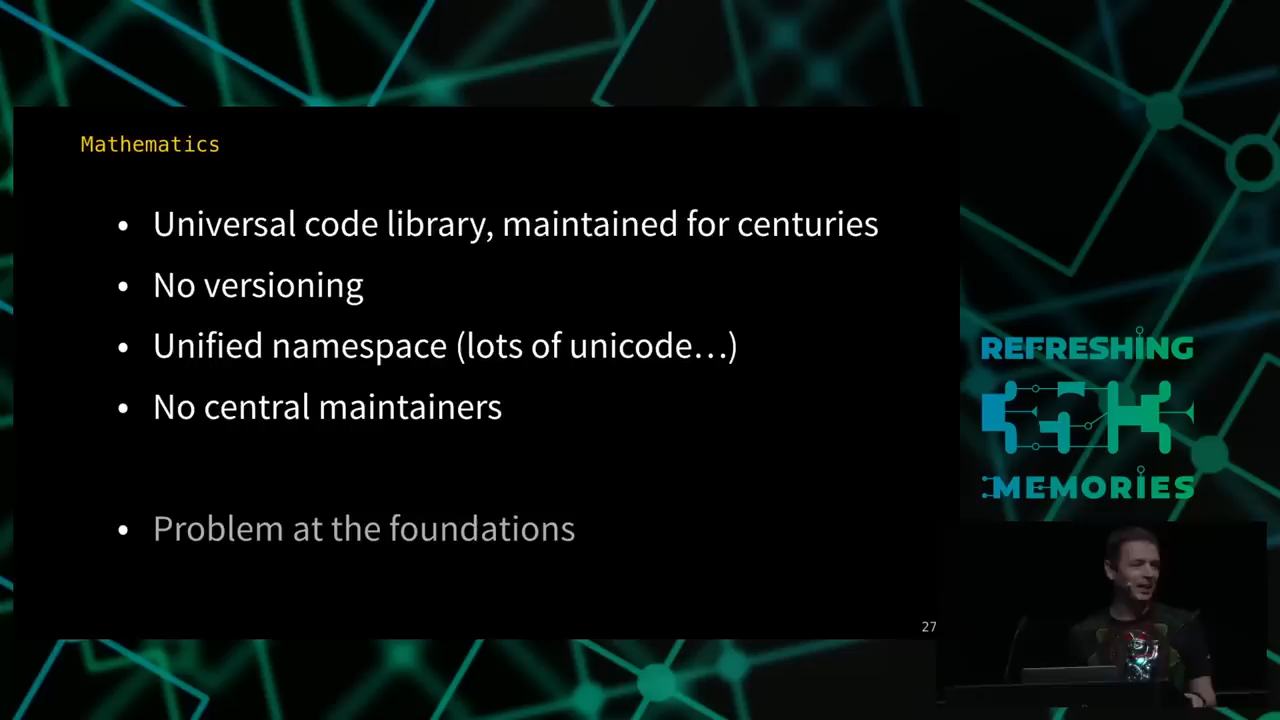 Mathematics
• Universal code library, maintained for centuries
• No versioning
• Unified namespace (lots of unicode…)
• No central maintainers
• Problem at the foundations
27
REFRESHING
MEMORIES